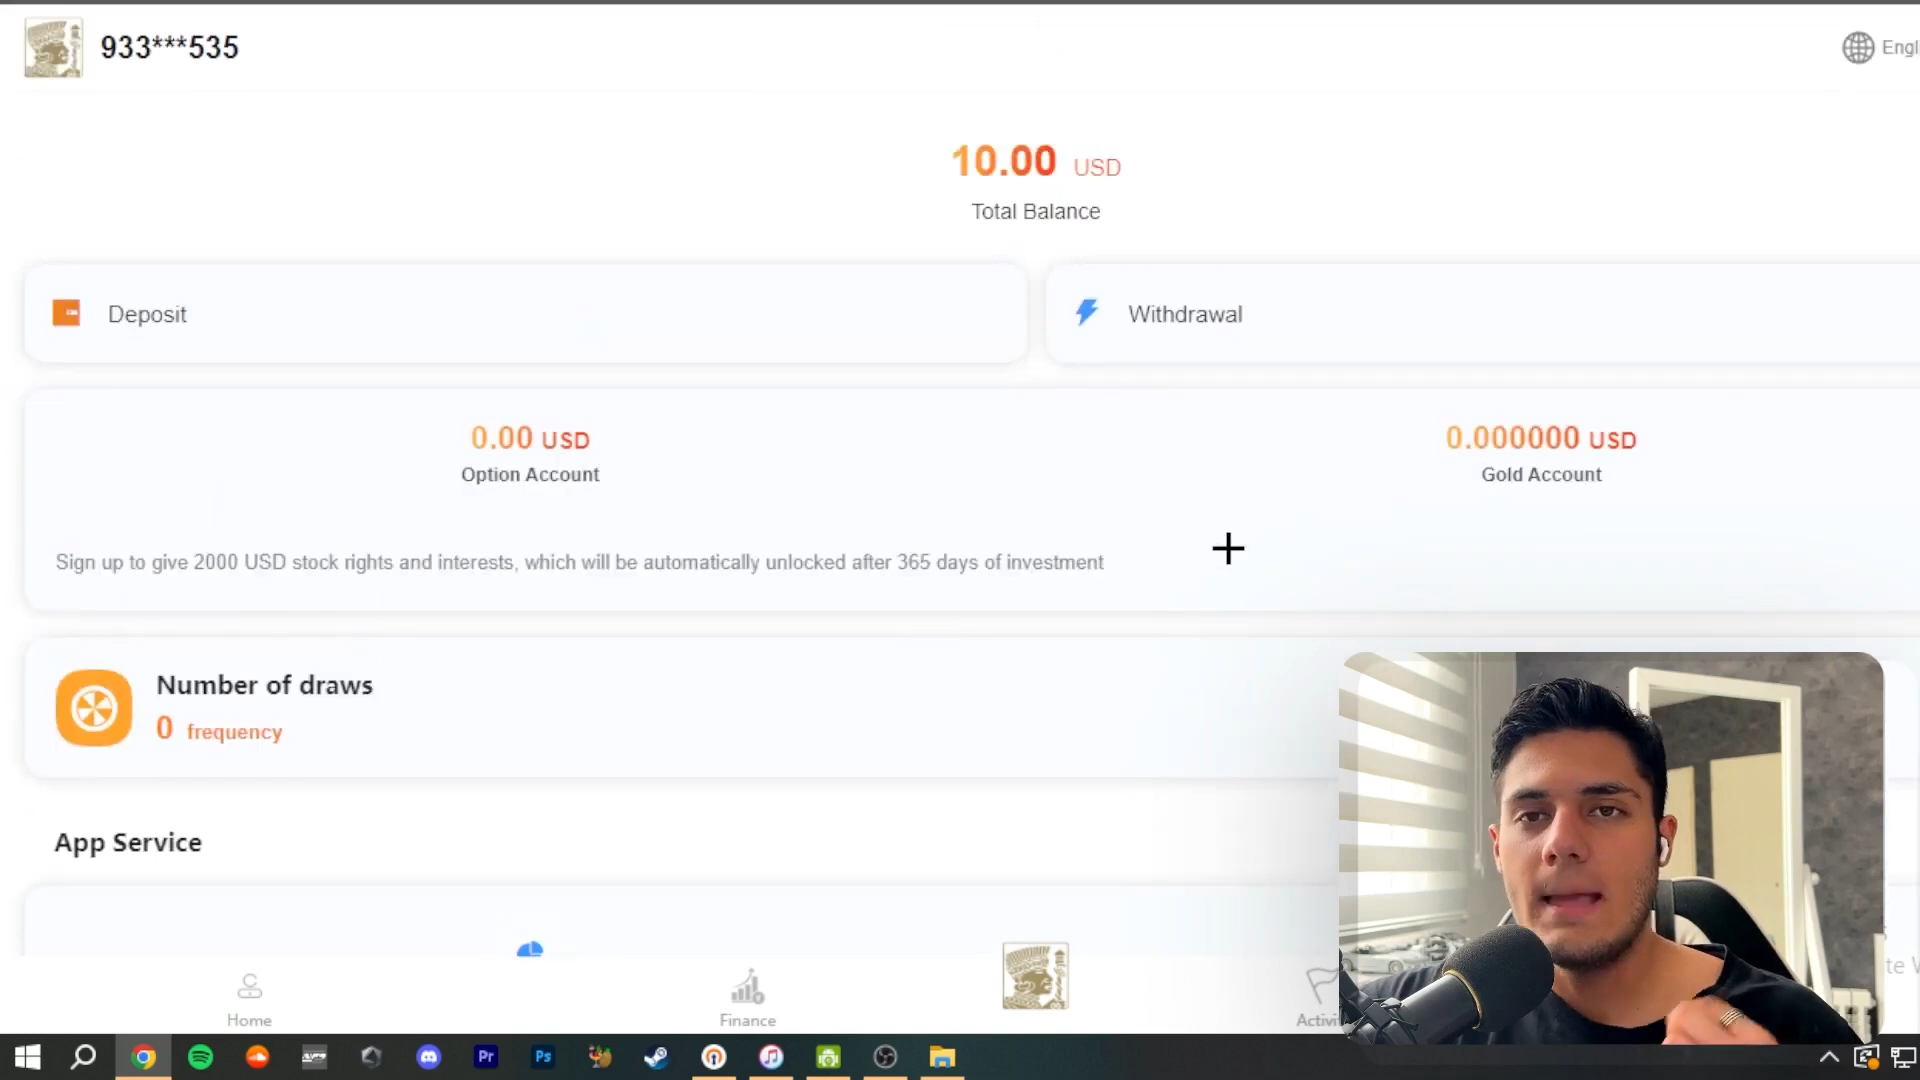 933***535
10.00 USD
Total Balance
Deposit
Withdrawal
0.00 USD
Option Account
0.000000 USD
Gold Account
Sign up to give 2000 USD stock rights and interests, which will be automatically unlocked after 365 days of investment
Number of draws
0 frequency
App Service
Home
Finance
Pr
Ps